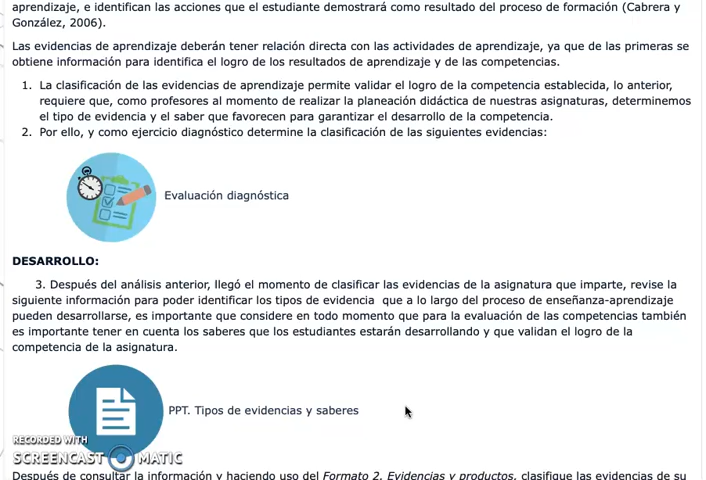 aprendizaje, e identifican las acciones que el estudiante demostrará como resultado del proceso de formación (Cabrera y
González, 2006).
Las evidencias de aprendizaje deberán tener relación directa con las actividades de aprendizaje, ya que de las primeras se
obtiene información para identifica el logro de los resultados de aprendizaje y de las competencias.
1. La clasificación de las evidencias de aprendizaje permite validar el logro de la competencia establecida, lo anterior,
requiere que, como profesores al momento de realizar la planeación didáctica de nuestras asignaturas, determinemos
el tipo de evidencia y el saber que favorecen para garantizar el desarrollo de la competencia.
2. Por ello, y como ejercicio diagnóstico determine la clasificación de las siguientes evidencias:
Evaluación diagnóstica
DESARROLLO:
3. Después del análisis anterior, llegó el momento de clasificar las evidencias de la asignatura que imparte, revise la
siguiente información para poder identificar los tipos de evidencia que a lo largo del proceso de enseñanza-aprendizaje
pueden desarrollarse, es importante que considere en todo momento que para la evaluación de las competencias también
es importante tener en cuenta los saberes que los estudiantes estarán desarrollando y que validan el logro de la
competencia de la asignatura.
PPT. Tipos de evidencias y saberes
RECORDED WITH
SCREENCAST MATIC
Después de consultar la información y haciendo uso del Formato 2. Evidencias y productos, clasifique las evidencias de su